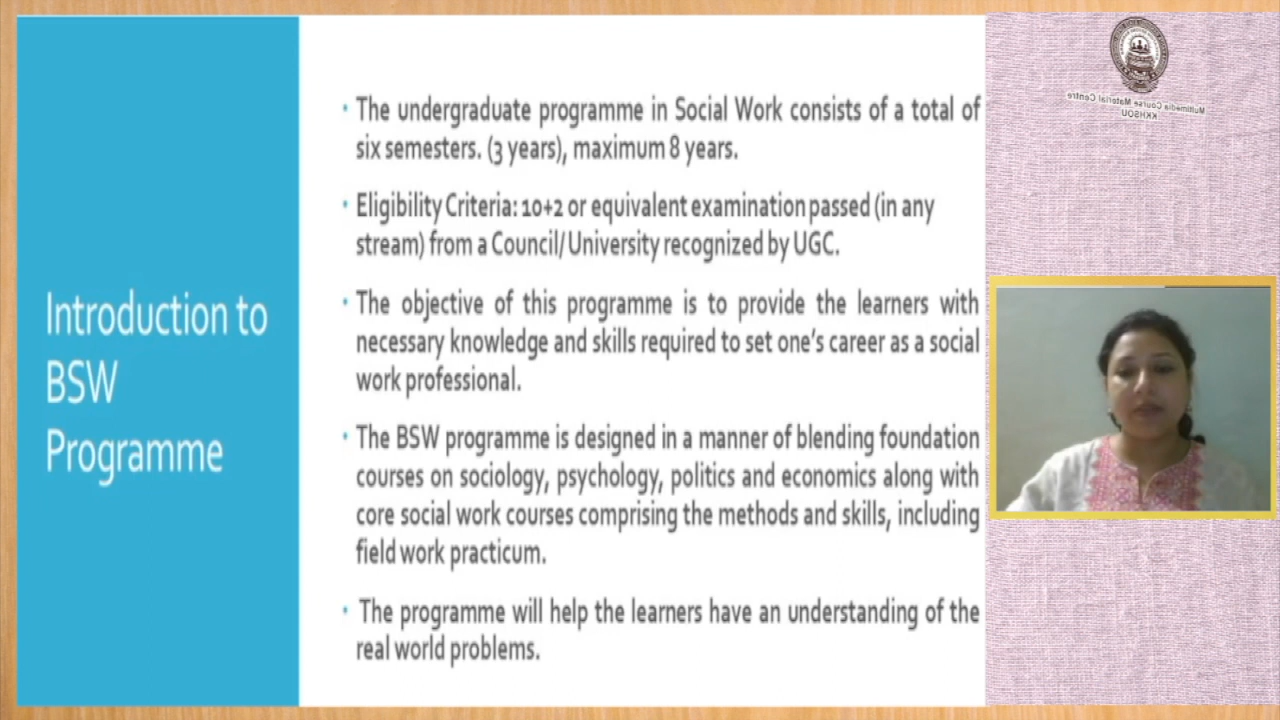 Introduction to
BSW
Programme
• The undergraduate programme in Social Work consists of a total of
six semesters. (3 years), maximum 8 years.
• Eligibility Criteria: 10+2 or equivalent examination passed (in any
stream) from a Council/University recognized by UGC.
• The objective of this programme is to provide the learners with
necessary knowledge and skills required to set one's career as a social
work professional.
• The BSW programme is designed in a manner of blending foundation
courses on sociology, psychology, politics and economics along with
core social work courses comprising the methods and skills, including
field work practicum.
• The programme will help the learners have an understanding of the
real world problems.
Multimedia Course Material Centre
KKHSOU